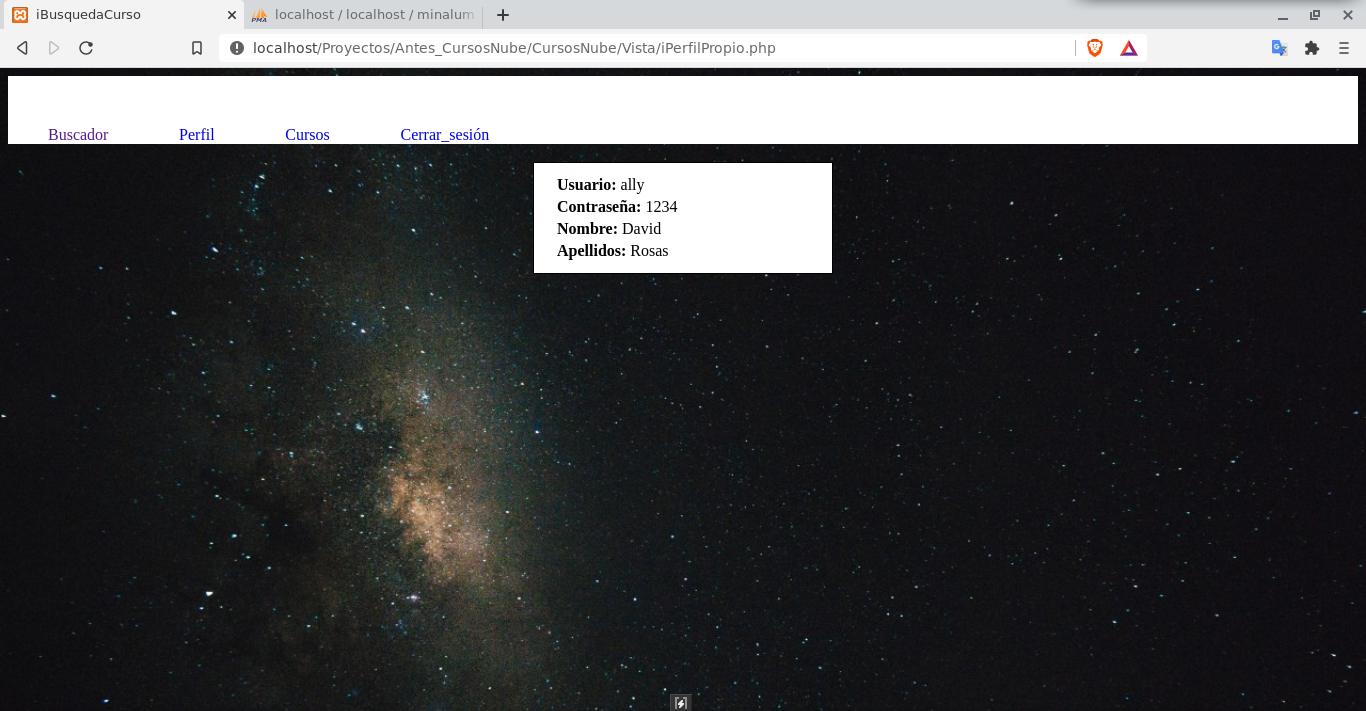 iBusquedaCurso
localhost / localhost / minalum
localhost/Proyectos/Antes_CursosNube/CursosNube/Vista/iPerfilPropio.php
Buscador Perfil Cursos Cerrar_sesión
Usuario: ally
Contraseña: 1234
Nombre: David
Apellidos: Rosas